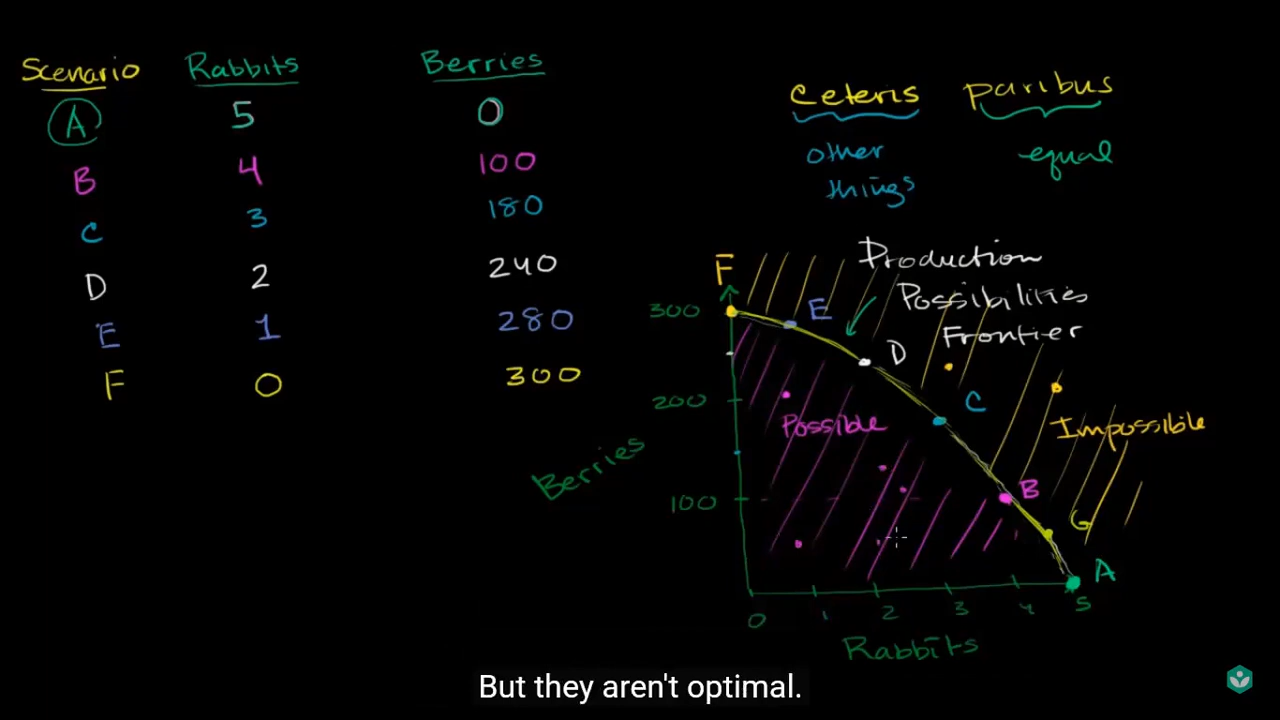 Scenario Rabbits Berries
A 5 0
B 4 100
C 3 180
D 2 240
E 1 280
F 0 300
Ceteris paribus
other equal
things
F
Production
Possibilities
Frontier
300
E
D
200
C
Possible
Impossible
Berries
100
B
G
A
0 1 2 3 4 5
Rabbits
But they aren't optimal.